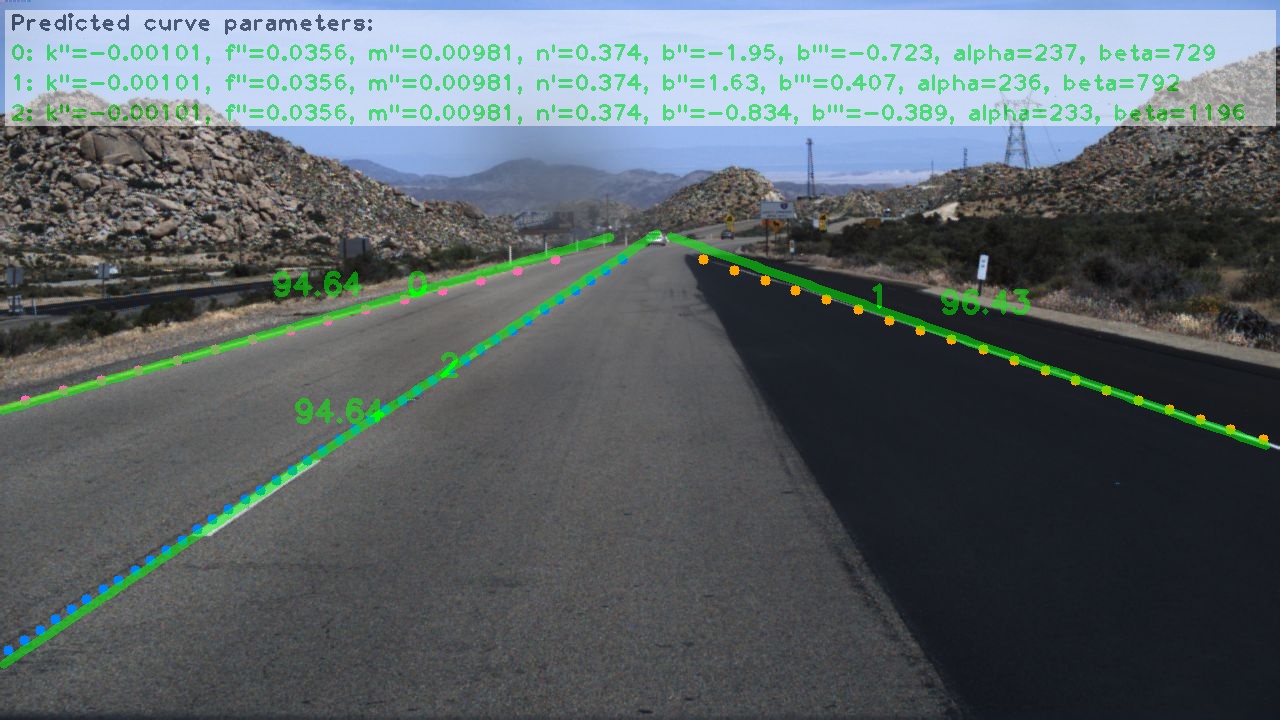 Predicted curve parameters:
0: k''=-0.00101, f''=0.0356, m''=0.00981, n'=0.374, b''=-1.95, b'''=-0.723, alpha=237, beta=729
1: k''=-0.00101, f''=0.0356, m''=0.00981, n'=0.374, b''=1.63, b'''=0.407, alpha=236, beta=792
2: k''=-0.00101, f''=0.0356, m''=0.00981, n'=0.374, b''=-0.834, b'''=-0.389, alpha=233, beta=1196
94.64 0
1 96.43
2
94.64